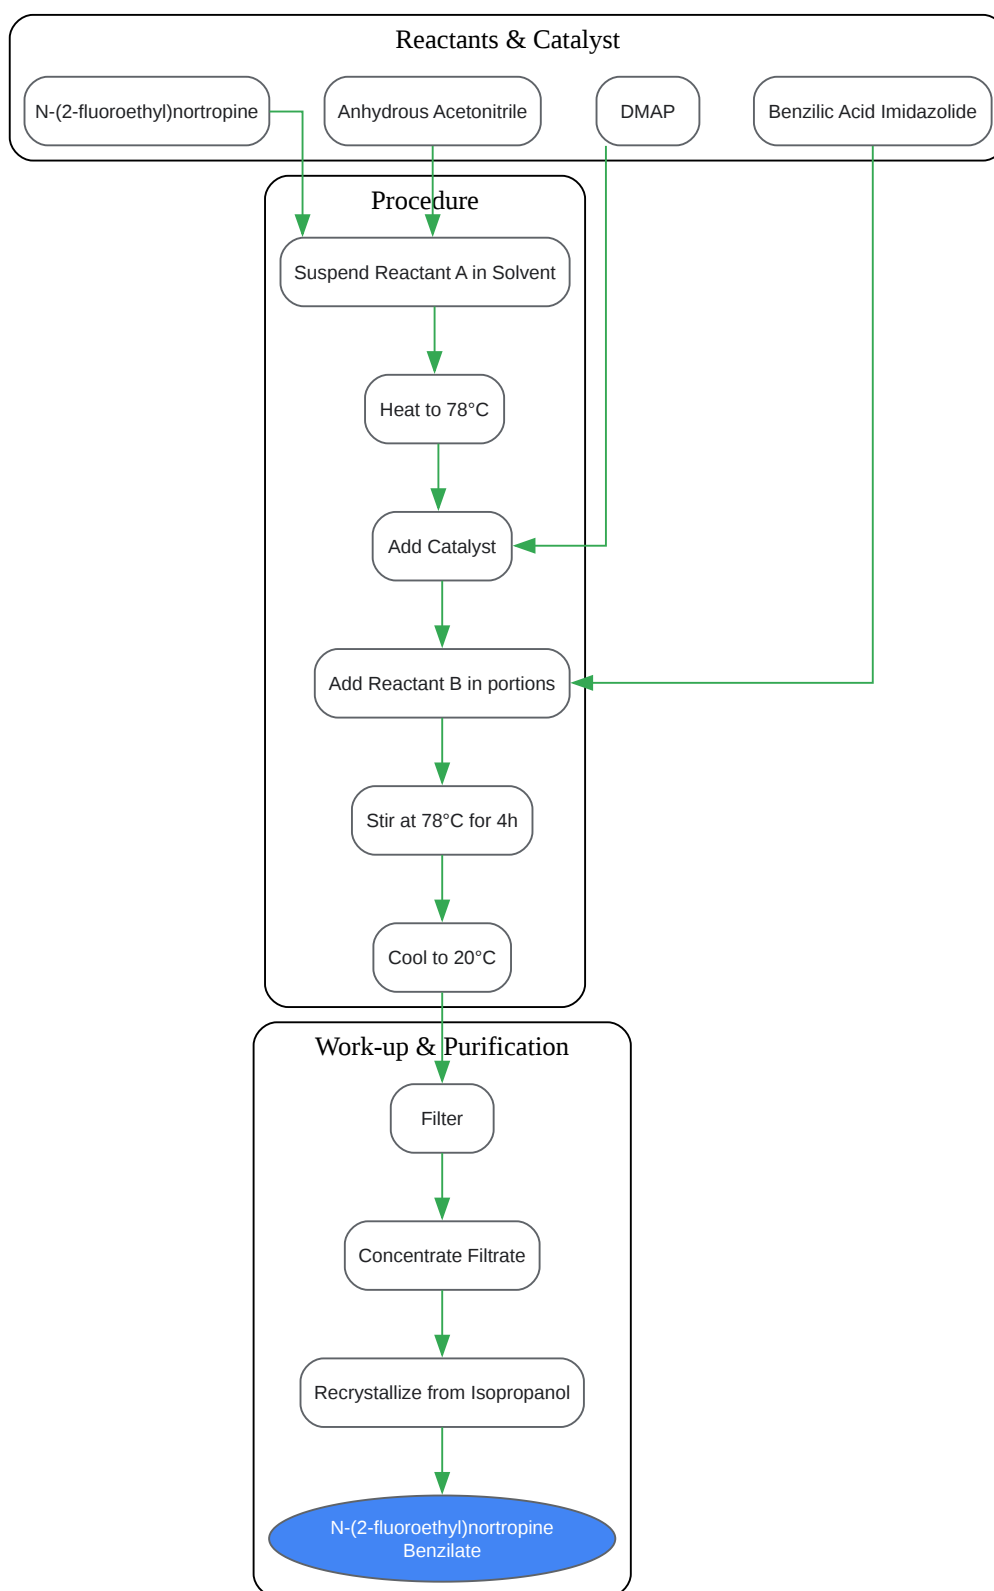 Reactants & Catalyst
N-(2-fluoroethyl)nortropine
Anhydrous Acetonitrile
DMAP
Benzilic Acid Imidazolide
Procedure
Suspend Reactant A in Solvent
Heat to 78°C
Add Catalyst
Add Reactant B in portions
Stir at 78°C for 4h
Cool to 20°C
Work-up & Purification
Filter
Concentrate Filtrate
Recrystallize from Isopropanol
N-(2-fluoroethyl)nortropine
Benzilate